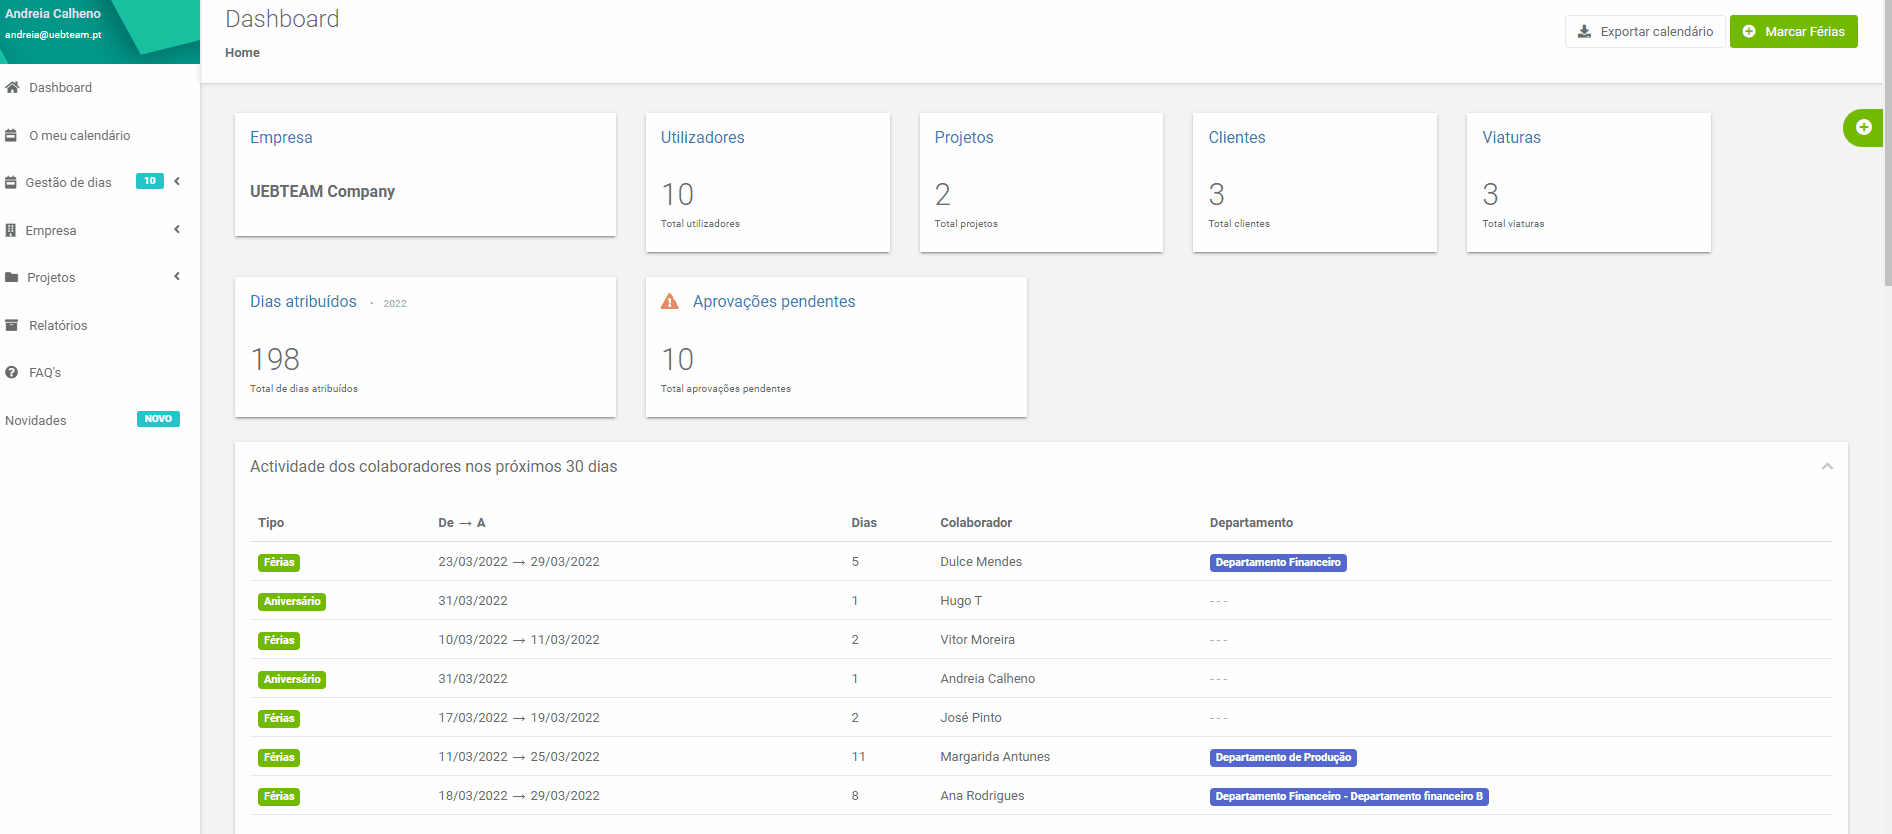 Andreia Calheno
andreia@uebteam.pt
Dashboard
O meu calendário
Gestão de dias 10
Empresa
Projetos
Relatórios
FAQ's
Novidades NOVO
Dashboard
Home
Exportar calendário
Marcar Férias
Empresa
UEBTEAM Company
Utilizadores
10
Total utilizadores
Projetos
2
Total projetos
Clientes
3
Total clientes
Viaturas
3
Total viaturas
Dias atribuídos · 2022
198
Total de dias atribuídos
Aprovações pendentes
10
Total aprovações pendentes
Actividade dos colaboradores nos próximos 30 dias
Tipo De → A Dias Colaborador Departamento
Férias 23/03/2022 → 29/03/2022 5 Dulce Mendes Departamento Financeiro
Aniversário 31/03/2022 1 Hugo T ---
Férias 10/03/2022 → 11/03/2022 2 Vitor Moreira ---
Aniversário 31/03/2022 1 Andreia Calheno ---
Férias 17/03/2022 → 19/03/2022 2 José Pinto ---
Férias 11/03/2022 → 25/03/2022 11 Margarida Antunes Departamento de Produção
Férias 18/03/2022 → 29/03/2022 8 Ana Rodrigues Departamento Financeiro - Departamento financeiro B